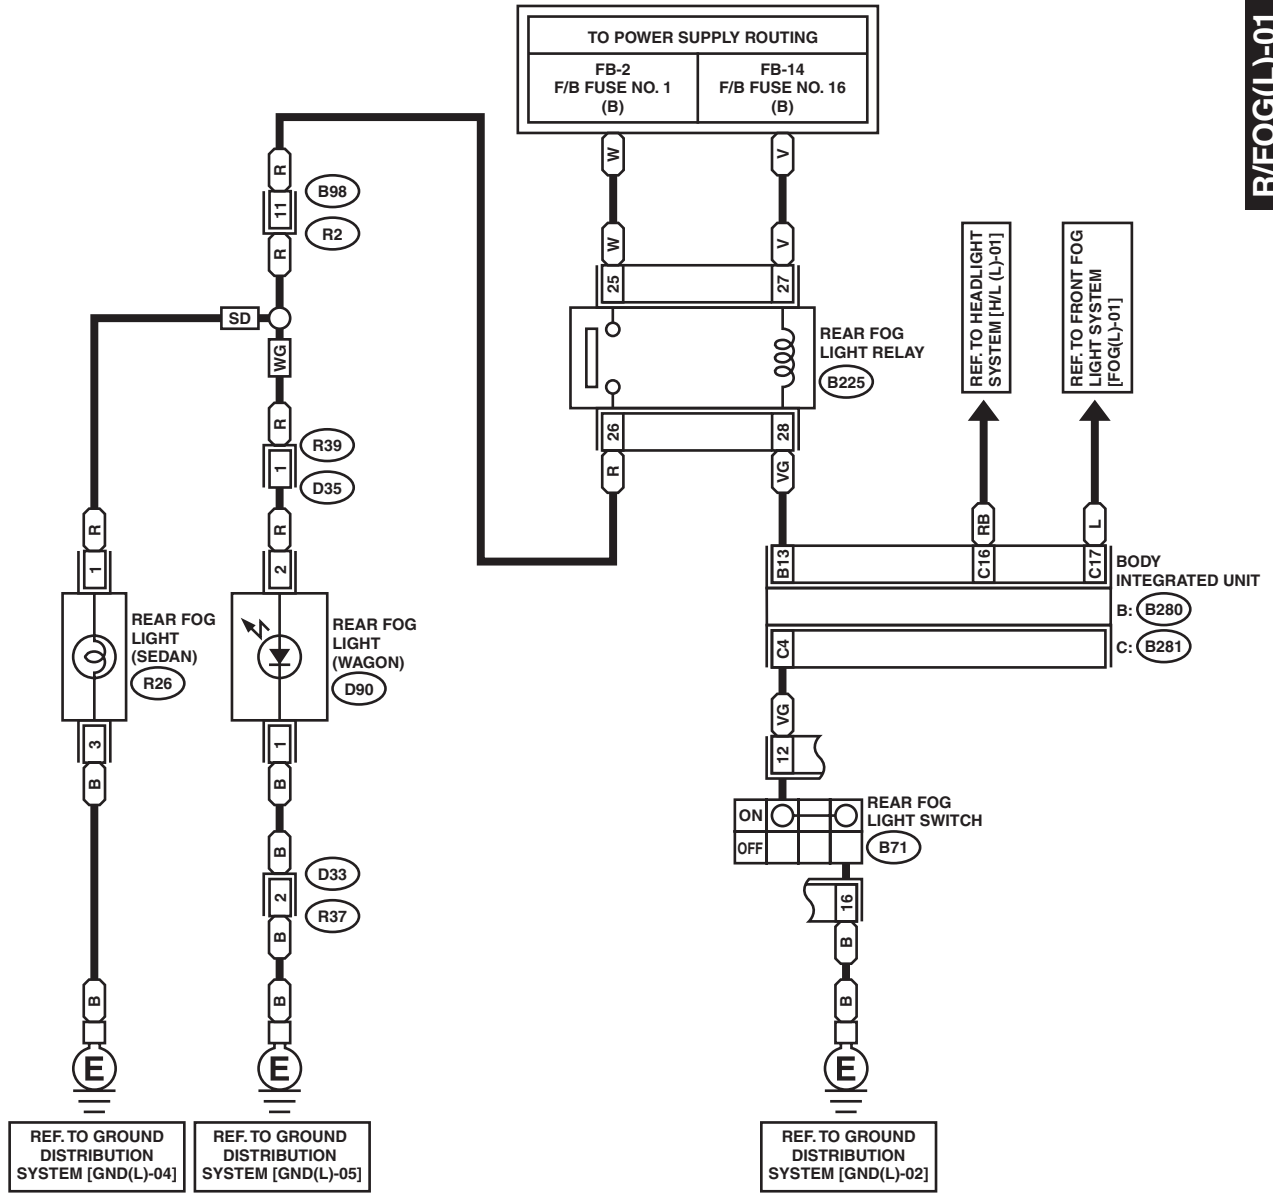 R/FOG(L)-01
TO POWER SUPPLY ROUTING
FB-2
F/B FUSE NO. 1
(B)
FB-14
F/B FUSE NO. 16
(B)
W
V
W
V
25
27
REAR FOG
LIGHT RELAY
B225
26
28
R
VG
R
11
B98
R2
R
SD
WG
R
R39
1
D35
R
R
1
2
REAR FOG
LIGHT
(SEDAN)
R26
REAR FOG
LIGHT
(WAGON)
D90
3
1
B
B
B
D33
2
R37
B
B
B
E
E
REF. TO GROUND
DISTRIBUTION
SYSTEM [GND(L)-04]
REF. TO GROUND
DISTRIBUTION
SYSTEM [GND(L)-05]
REF. TO HEADLIGHT
SYSTEM [H/L (L)-01]
REF. TO FRONT FOG
LIGHT SYSTEM
[FOG(L)-01]
RB
L
B13
C16
C17
BODY
INTEGRATED UNIT
B: B280
C: B281
C4
VG
12
REAR FOG
LIGHT SWITCH
B71
ON
OFF
16
B
B
E
REF. TO GROUND
DISTRIBUTION
SYSTEM [GND(L)-02]